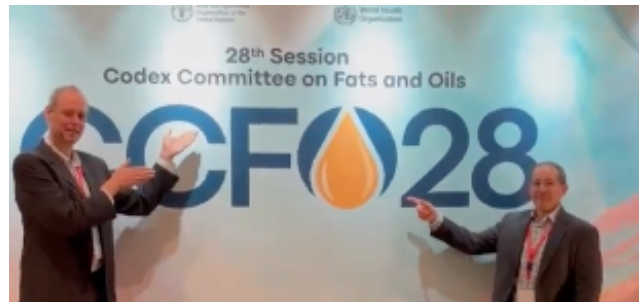 World Health
Organization
28th Session
Codex Committee on Fats and Oils
CCFO28